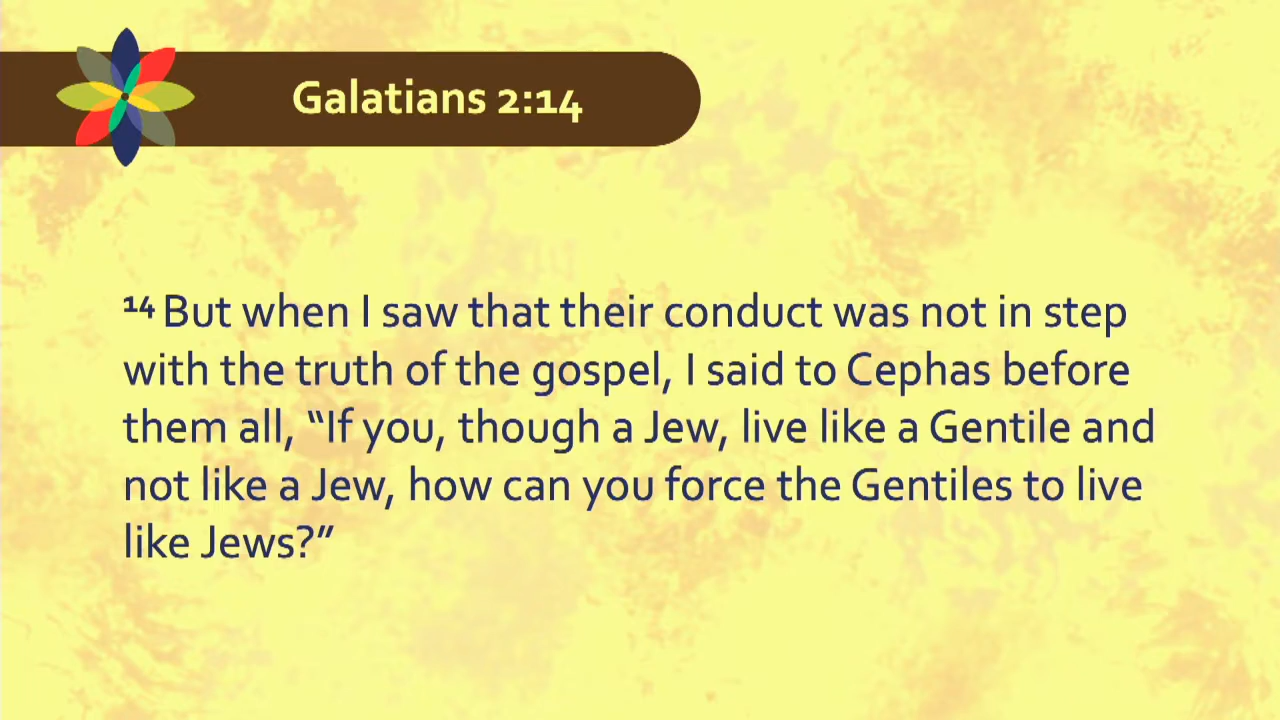 Galatians 2:14
14 But when I saw that their conduct was not in step
with the truth of the gospel, I said to Cephas before
them all, “If you, though a Jew, live like a Gentile and
not like a Jew, how can you force the Gentiles to live
like Jews?”